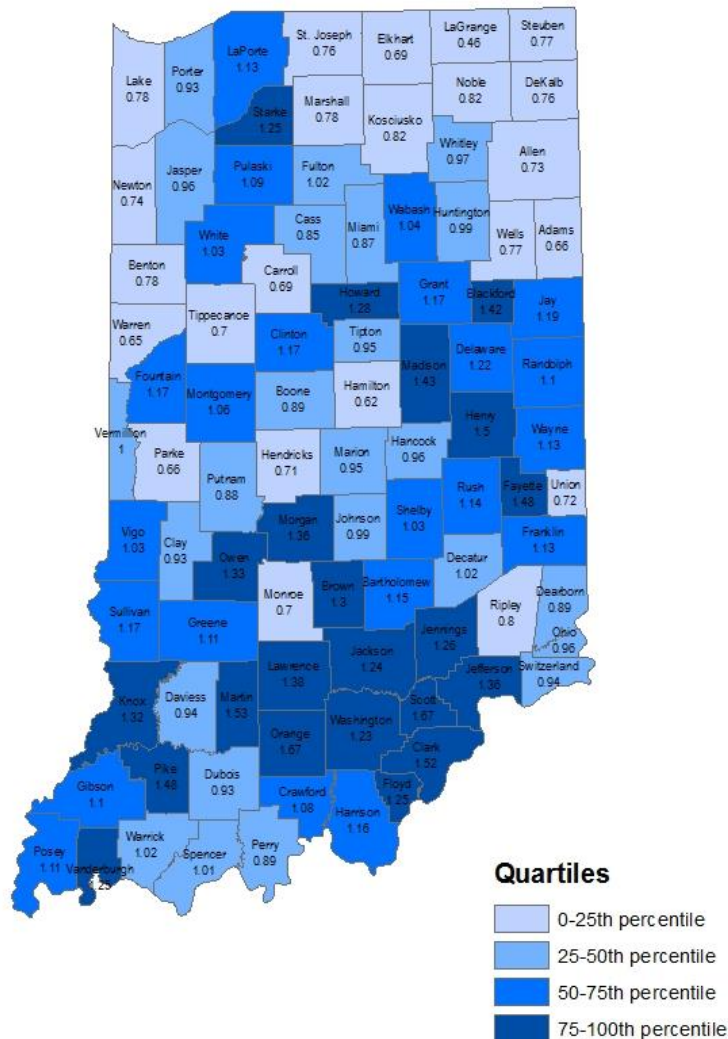 LaPorte
1.13
St. Joseph
0.76
Elkhart
0.69
LaGrange
0.46
Steuben
0.77
Lake
0.78
Porter
0.93
Starke
1.25
Marshall
0.78
Kosciusko
0.82
Noble
0.82
DeKalb
0.76
Whitley
0.97
Allen
0.73
Newton
0.74
Jasper
0.96
Pulaski
1.09
Fulton
1.02
Cass
0.85
Miami
0.87
Wabash
1.04
Huntington
0.99
Wells
0.77
Adams
0.66
White
1.03
Benton
0.78
Carroll
0.69
Howard
1.28
Grant
1.17
Blackford
1.42
Jay
1.19
Warren
0.65
Tippecanoe
0.7
Clinton
1.17
Tipton
0.95
Madison
1.43
Delaware
1.22
Randolph
1.1
Fountain
1.17
Montgomery
1.06
Boone
0.89
Hamilton
0.62
Henry
1.5
Wayne
1.13
Vermillion
1
Parke
0.66
Putnam
0.88
Hendricks
0.71
Marion
0.95
Hancock
0.96
Rush
1.14
Fayette
1.48
Union
0.72
Vigo
1.03
Clay
0.93
Owen
1.33
Morgan
1.36
Johnson
0.99
Shelby
1.03
Decatur
1.02
Franklin
1.13
Sullivan
1.17
Greene
1.11
Monroe
0.7
Brown
1.3
Bartholomew
1.15
Jennings
1.26
Ripley
0.8
Dearborn
0.89
Ohio
0.96
Switzerland
0.94
Knox
1.32
Daviess
0.94
Martin
1.53
Lawrence
1.38
Jackson
1.24
Jefferson
1.36
Scott
1.67
Orange
1.67
Washington
1.23
Clark
1.52
Floyd
1.25
Gibson
1.1
Pike
1.48
Dubois
0.93
Crawford
1.08
Harrison
1.16
Posey
1.11
Vanderburgh
1.25
Warrick
1.02
Spencer
1.01
Perry
0.89
Quartiles
0-25th percentile
25-50th percentile
50-75th percentile
75-100th percentile